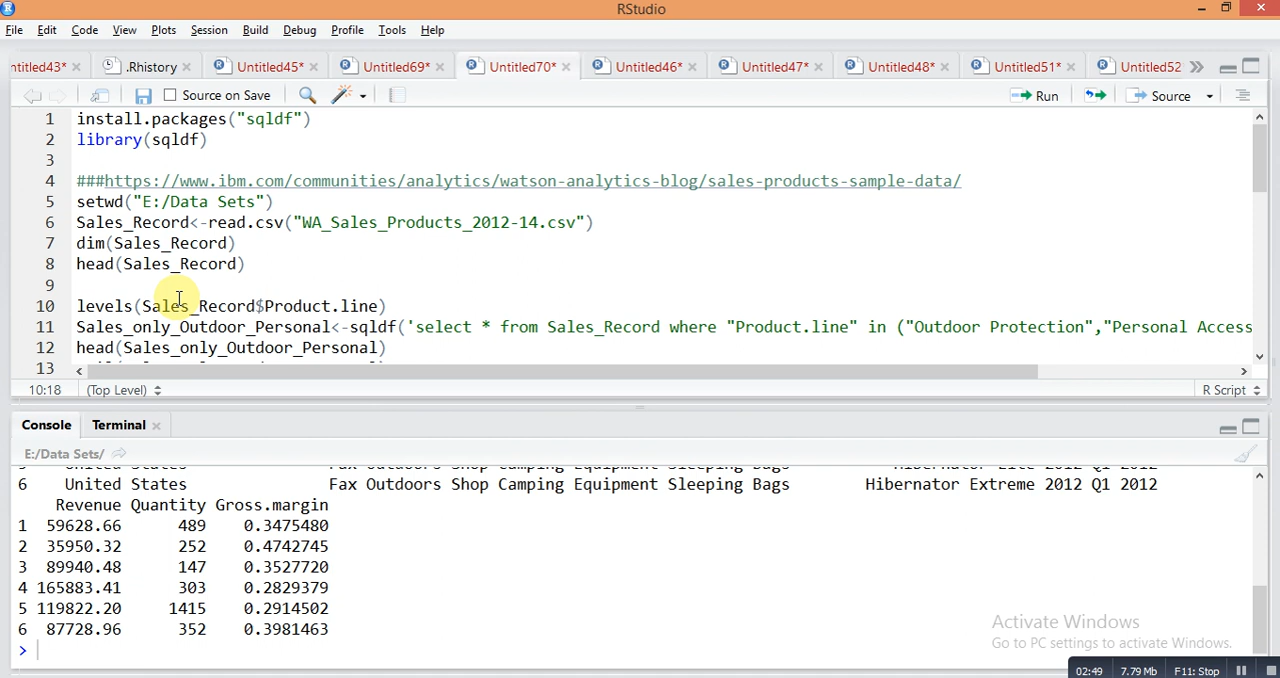 RStudio
File Edit Code View Plots Session Build Debug Profile Tools Help
ntitled43* .Rhistory Untitled45* Untitled69* Untitled70* Untitled46* Untitled47* Untitled48* Untitled51* Untitled52
Source on Save Run Source
1 install.packages("sqldf")
2 library(sqldf)
3
4 ###https://www.ibm.com/communities/analytics/watson-analytics-blog/sales-products-sample-data/
5 setwd("E:/Data Sets")
6 Sales_Record<-read.csv("WA_Sales_Products_2012-14.csv")
7 dim(Sales_Record)
8 head(Sales_Record)
9
10 levels(Sales_Record$Product.line)
11 Sales_only_Outdoor_Personal<-sqldf('select * from Sales_Record where "Product.line" in ("Outdoor Protection","Personal Access
12 head(Sales_only_Outdoor_Personal)
13
10:18 (Top Level) R Script
Console Terminal
E:/Data Sets/
6 United States Fax Outdoors Shop Camping Equipment Sleeping Bags Hibernator Extreme 2012 Q1 2012
Revenue Quantity Gross.margin
1 59628.66 489 0.3475480
2 35950.32 252 0.4742745
3 89940.48 147 0.3527720
4 165883.41 303 0.2829379
5 119822.20 1415 0.2914502
6 87728.96 352 0.3981463
>
Activate Windows
Go to PC settings to activate Windows.
02:49 7.79 Mb F11: Stop